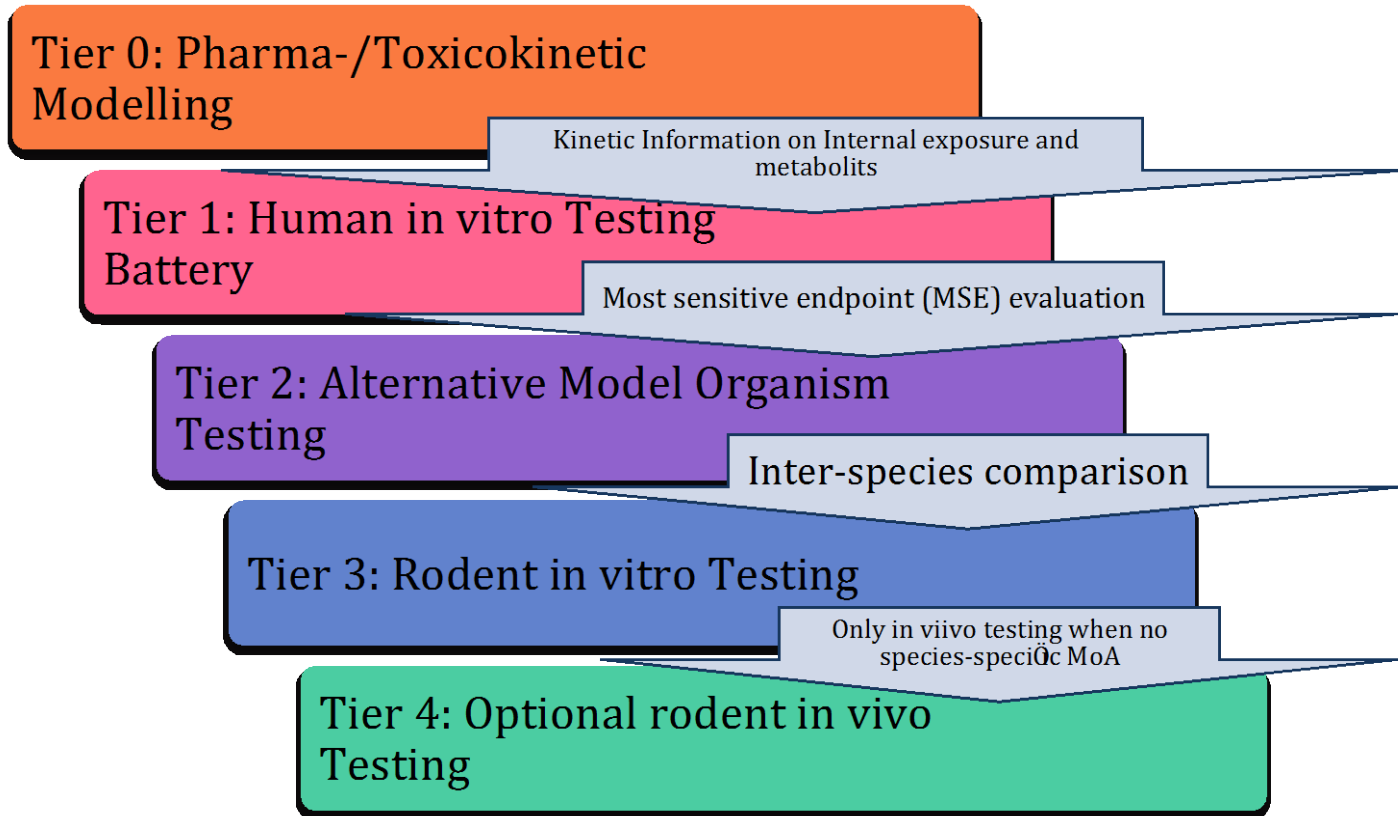 Tier 0: Pharma-/Toxicokinetic
Modelling
Kinetic Information on Internal exposure and
metabolits
Tier 1: Human in vitro Testing
Battery
Most sensitive endpoint (MSE) evaluation
Tier 2: Alternative Model Organism
Testing
Inter-species comparison
Tier 3: Rodent in vitro Testing
Only in viivo testing when no
species-speciÖc MoA
Tier 4: Optional rodent in vivo
Testing